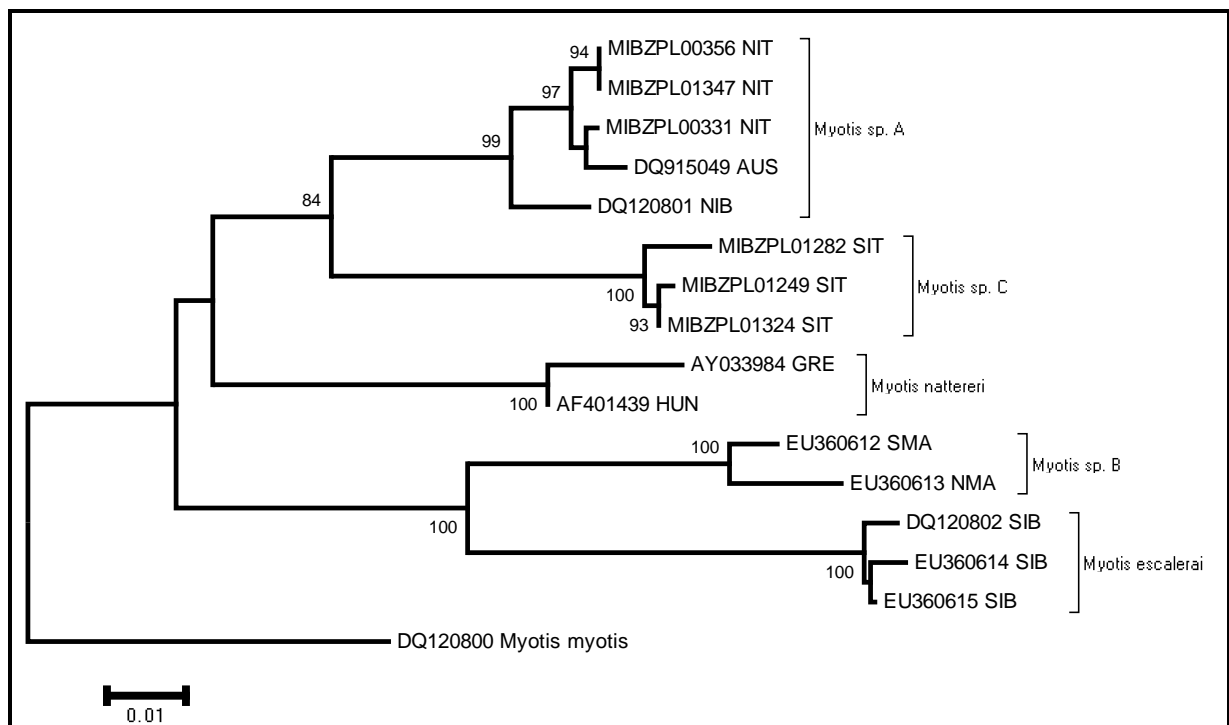 94
MIBZPL00356 NIT
MIBZPL01347 NIT
97
MIBZPL00331 NIT
Myotis sp. A
99
DQ915049 AUS
84
DQ120801 NIB
MIBZPL01282 SIT
MIBZPL01249 SIT
Myotis sp. C
100
93
MIBZPL01324 SIT
AY033984 GRE
Myotis nattereri
100
AF401439 HUN
100
EU360612 SMA
Myotis sp. B
EU360613 NMA
100
DQ120802 SIB
EU360614 SIB
Myotis escalerai
100
EU360615 SIB
DQ120800 Myotis myotis
0.01